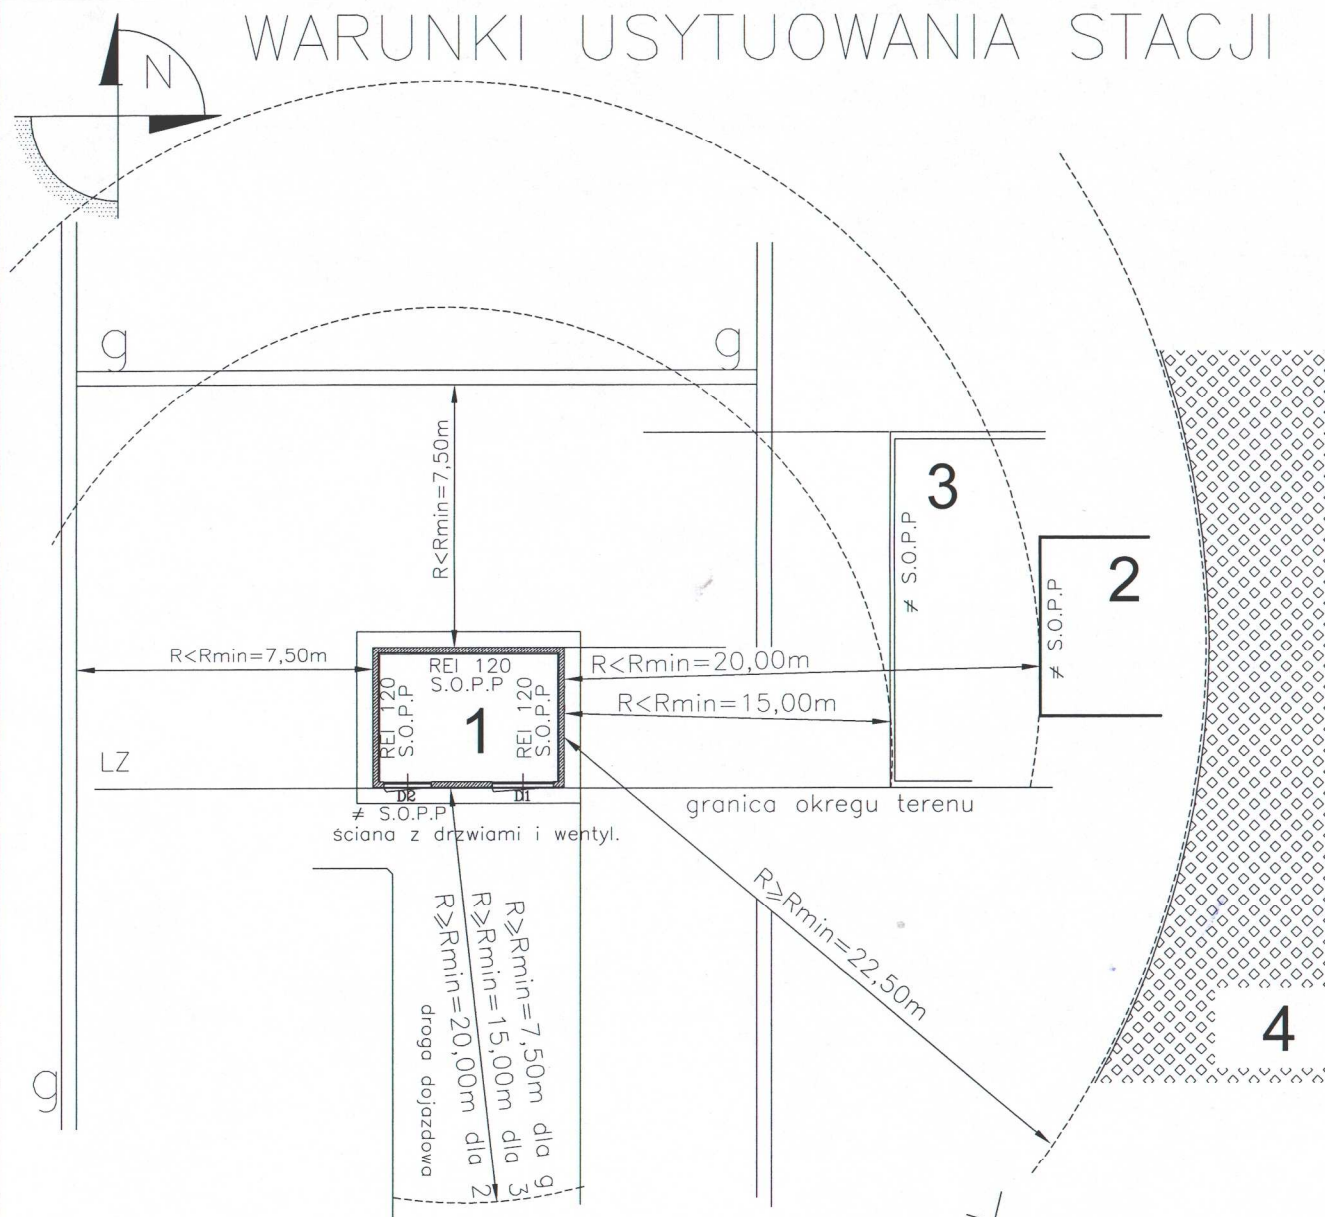 WARUNKI USYTUOWANIA STACJI
N
g
g
R<Rmin=7,50m
3
≠ S.O.P.P
2
≠ S.O.P.P
R<Rmin=7,50m
REI 120
S.O.P.P
REI 120
S.O.P.P
1
REI 120
S.O.P.P
R<Rmin=20,00m
R<Rmin=15,00m
LZ
D2
D1
granica okregu terenu
≠ S.O.P.P
ściana z drzwiami i wentyl.
R⩾Rmin=22,50m
R⩾Rmin=7,50m dla g
R⩾Rmin=15,00m dla 3
R⩾Rmin=20,00m dla 2
droga dojazdowa
4
g